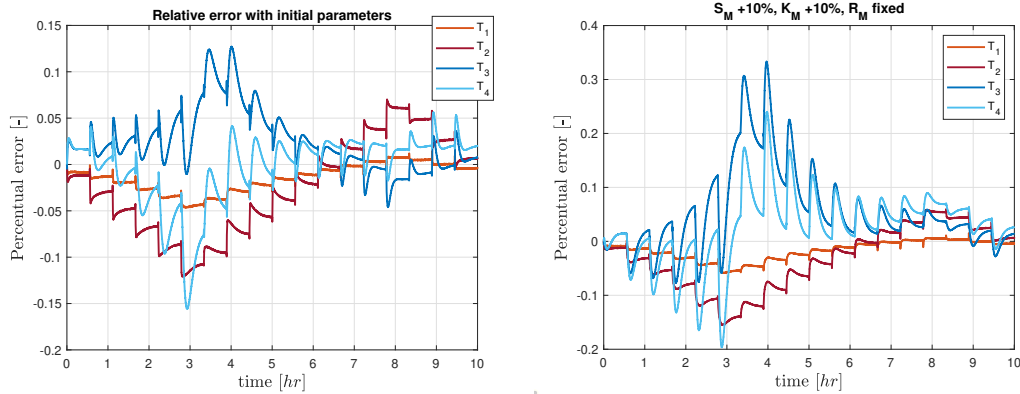 Relative error with initial parameters
Percentual error [-]
0.15
0.1
0.05
0
-0.05
-0.1
-0.15
-0.2
0 1 2 3 4 5 6 7 8 9 10
time [hr]
T1
T2
T3
T4
SM +10%, KM +10%, RM fixed
Percentual error [-]
0.4
0.3
0.2
0.1
0
-0.1
-0.2
0 1 2 3 4 5 6 7 8 9 10
time [hr]
T1
T2
T3
T4